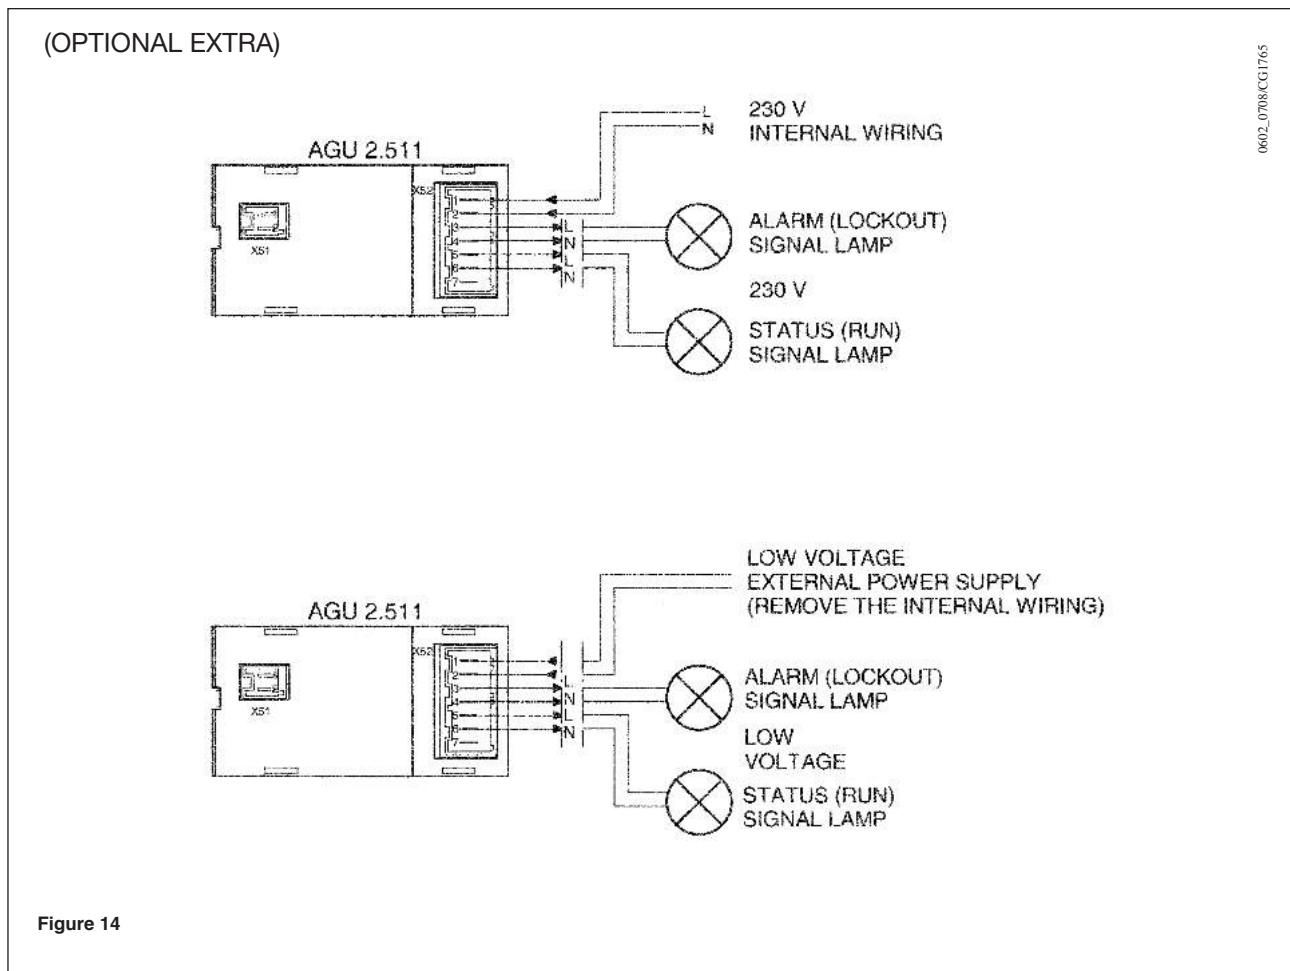 (OPTIONAL EXTRA)
0602_0708/CG1765
L
230 V
N
INTERNAL WIRING
AGU 2.511
X52
1
2
3
4
5
6
7
X51
L
N
L
N
ALARM (LOCKOUT)
SIGNAL LAMP
230 V
STATUS (RUN)
SIGNAL LAMP
LOW VOLTAGE
EXTERNAL POWER SUPPLY
(REMOVE THE INTERNAL WIRING)
AGU 2.511
X52
1
2
3
4
5
6
7
X51
L
N
L
N
ALARM (LOCKOUT)
SIGNAL LAMP
LOW
VOLTAGE
STATUS (RUN)
SIGNAL LAMP
Figure 14